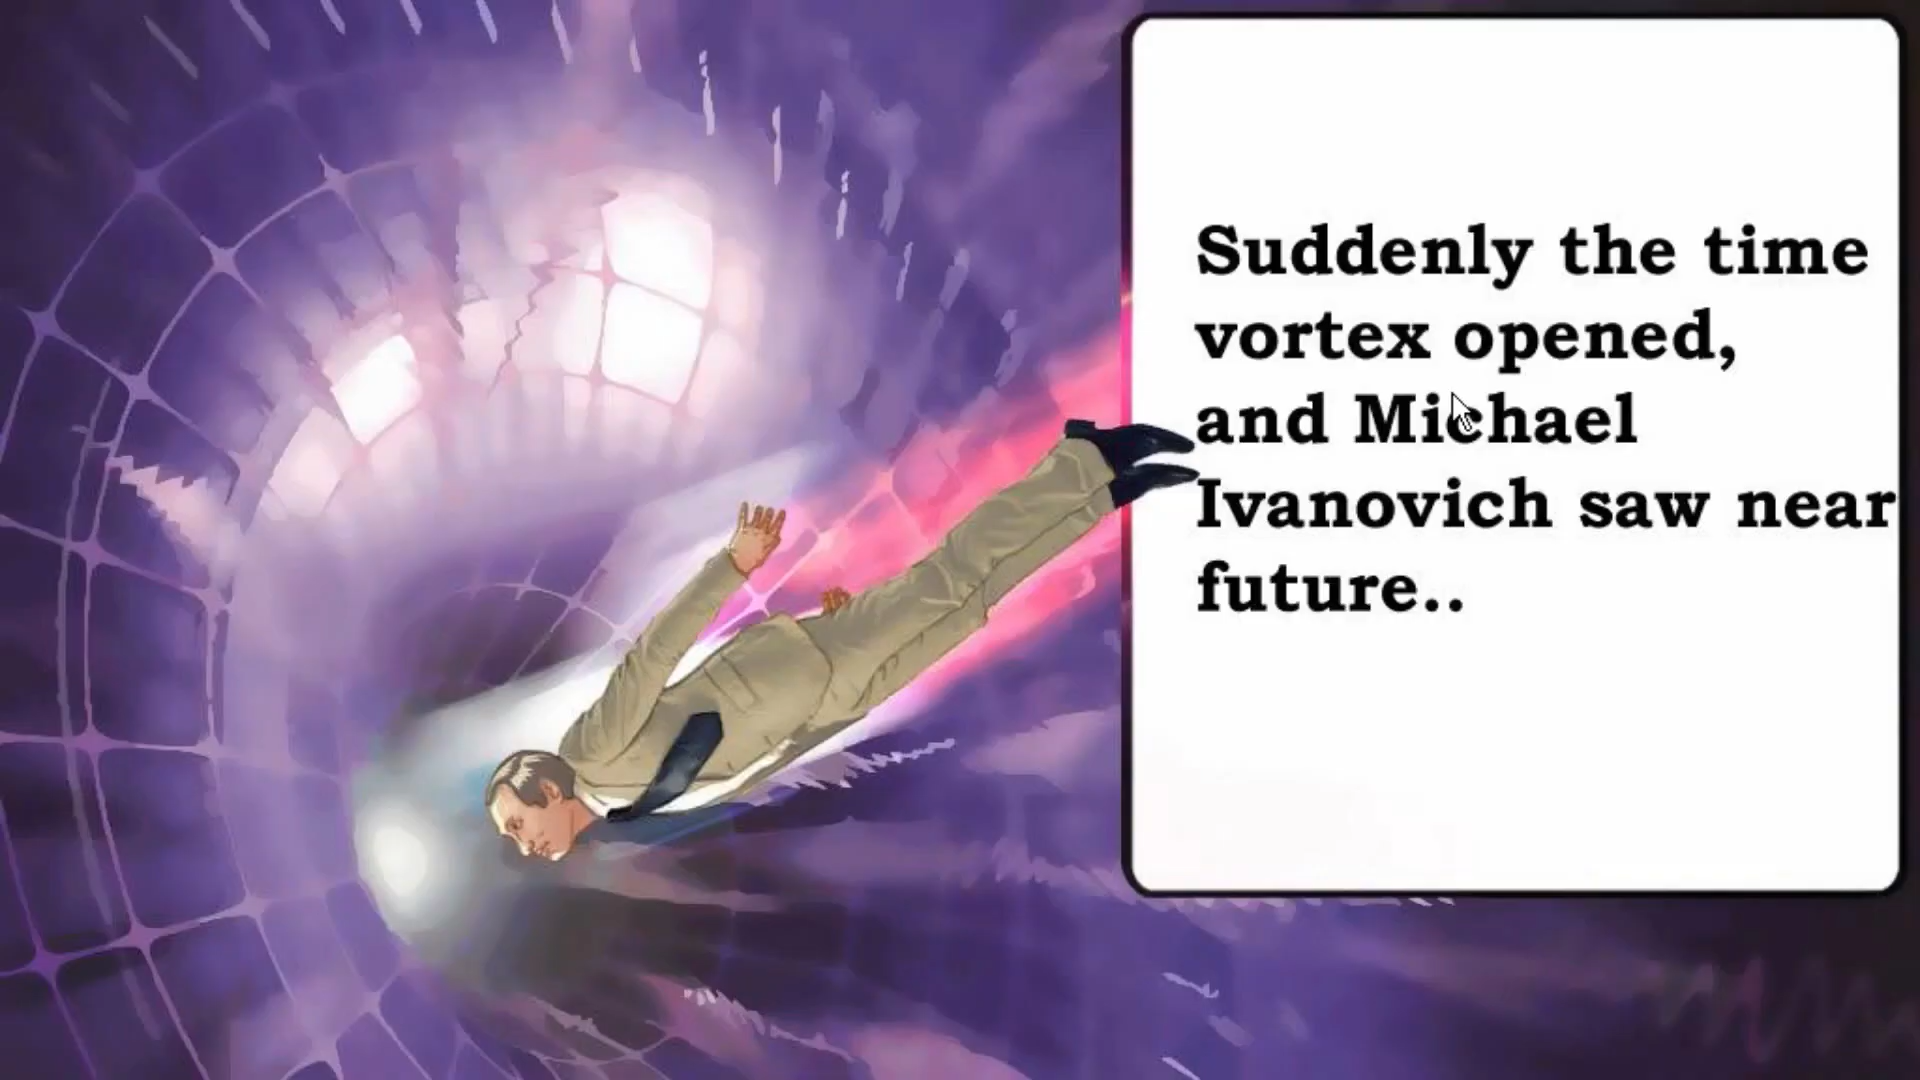 Suddenly the time
vortex opened,
and Michael
Ivanovich saw near
future..